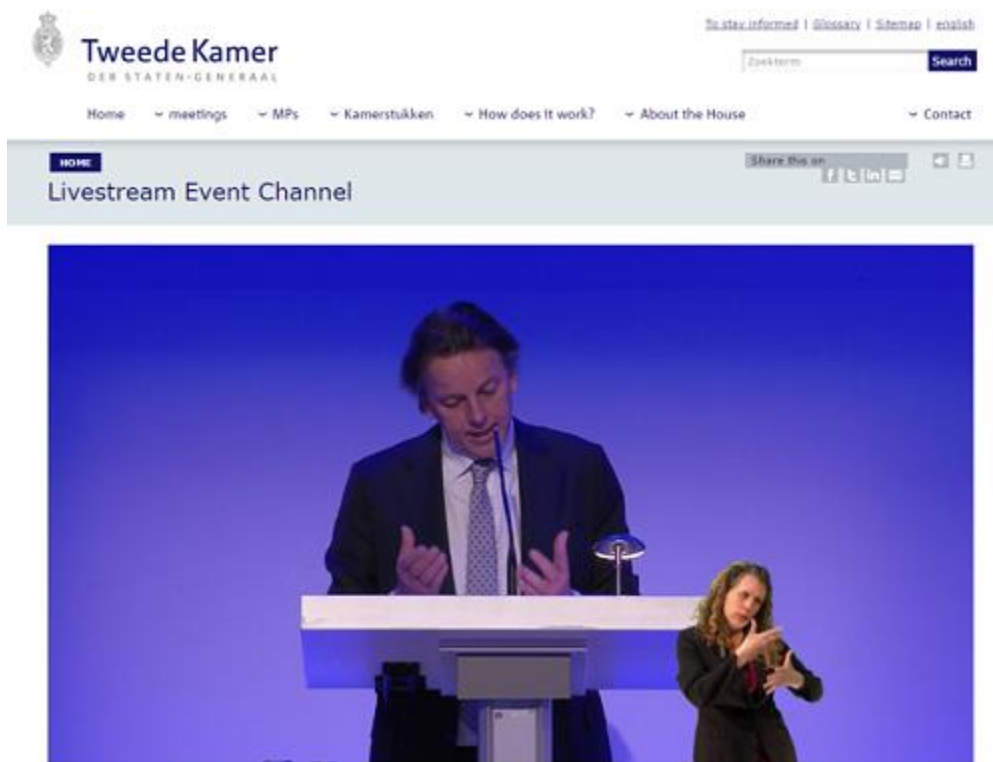 To stay informed | Glossary | Sitemap | english
Tweede Kamer
DER STATEN-GENERAAL
Zoekterm
Search
Home meetings MPs Kamerstukken How does it work? About the House Contact
HOME
Share this on
Livestream Event Channel